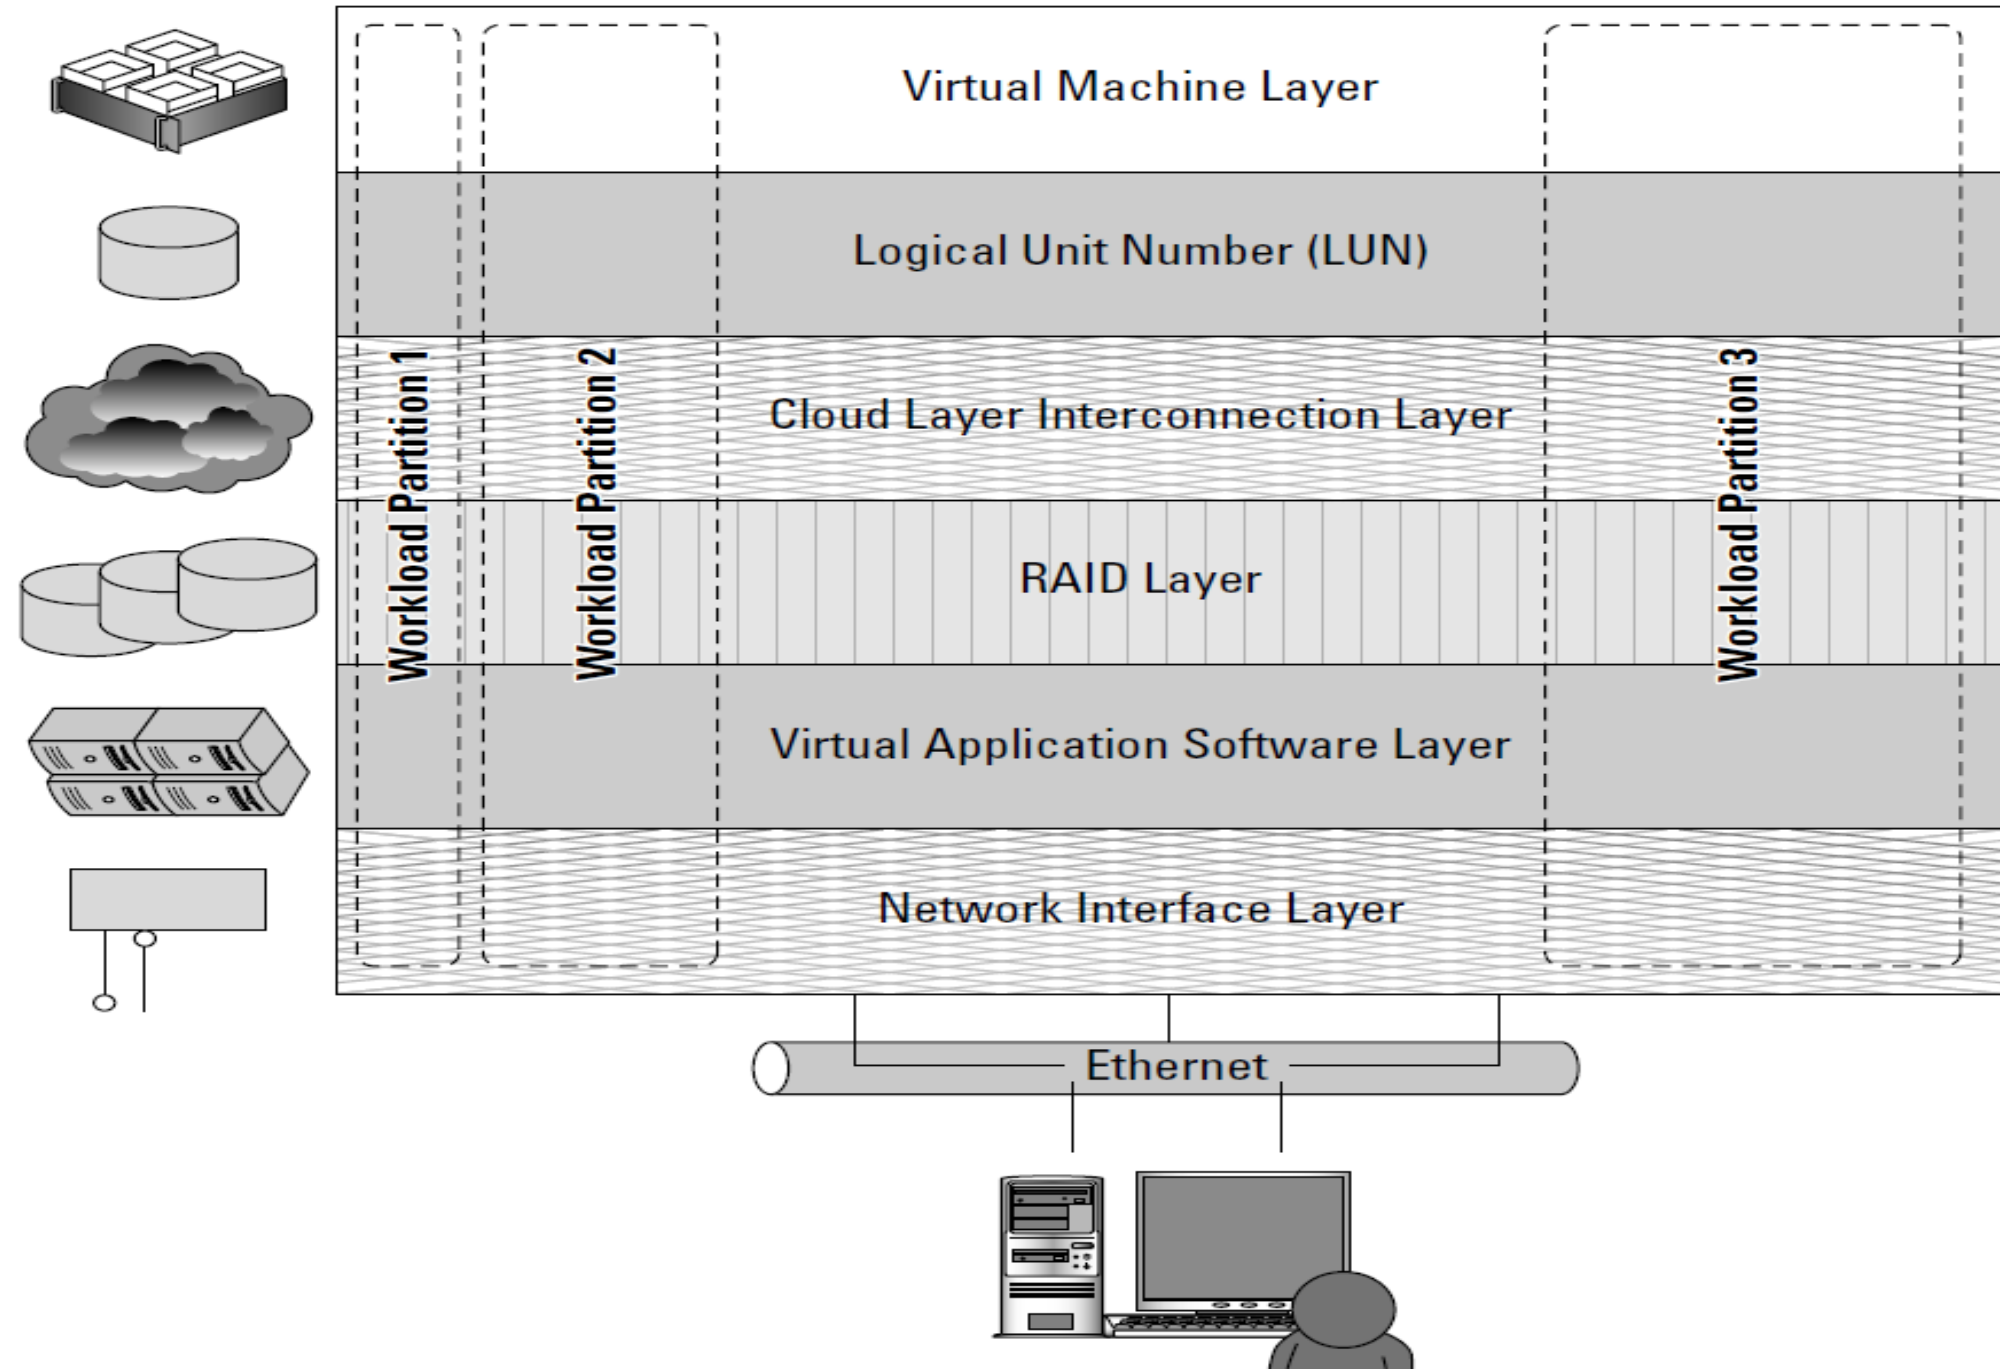 Virtual Machine Layer
Logical Unit Number (LUN)
Workload Partition 1
Workload Partition 2
Cloud Layer Interconnection Layer
Workload Partition 3
RAID Layer
Virtual Application Software Layer
Network Interface Layer
Ethernet